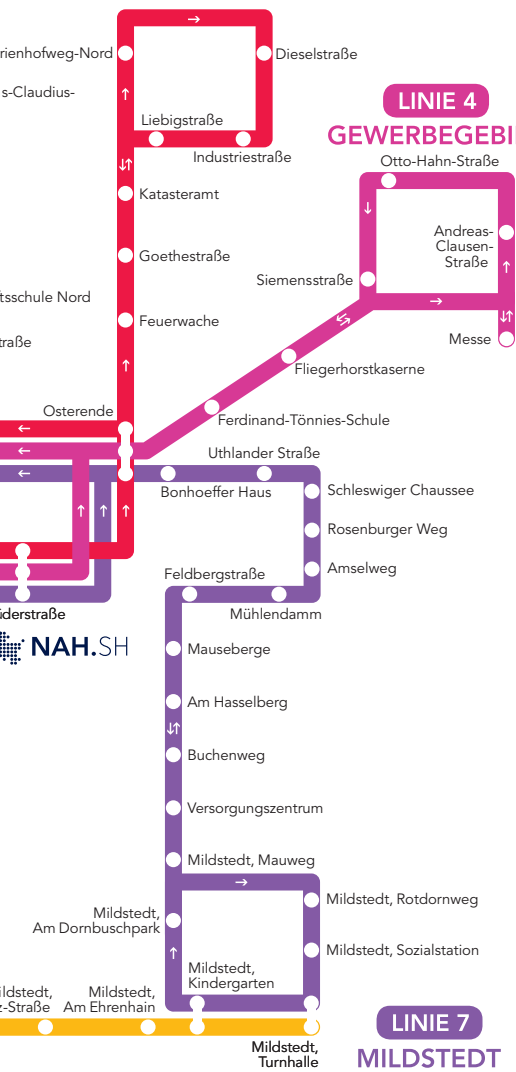 rienhofweg-Nord
Dieselstraße
s-Claudius-
LINIE 4
GEWERBEGEBI
Liebigstraße
Industriestraße
Otto-Hahn-Straße
Katasteramt
Andreas-
Clausen-
Straße
Goethestraße
Siemensstraße
tsschule Nord
Feuerwache
traße
Messe
Fliegerhorstkaserne
Osterende
Ferdinand-Tönnies-Schule
Uthlander Straße
Bonhoeffer Haus
Schleswiger Chaussee
Rosenburger Weg
Feldbergstraße
Amselweg
üderstraße
Mühlendamm
NAH.SH
Mauseberge
Am Hasselberg
Buchenweg
Versorgungszentrum
Mildstedt, Mauweg
Mildstedt, Rotdornweg
Mildstedt,
Am Dornbuschpark
Mildstedt, Sozialstation
Mildstedt,
Kindergarten
ildstedt,
z-Straße
Mildstedt,
Am Ehrenhain
LINIE 7
MILDSTEDT
Mildstedt,
Turnhalle